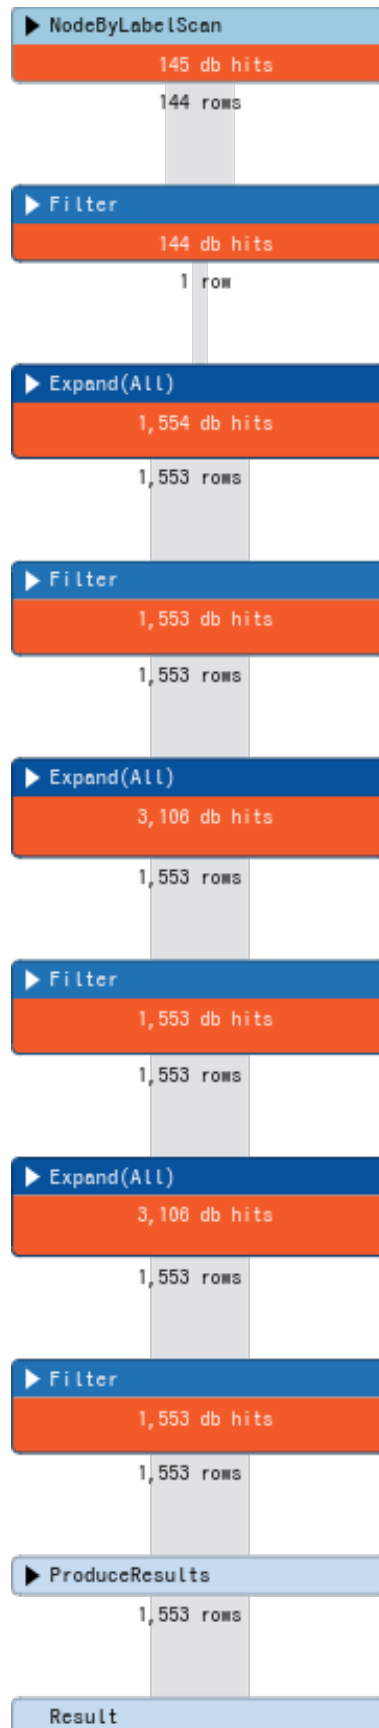 NodeByLabelScan
145 db hits
144 rows
Filter
144 db hits
1 row
Expand(All)
1,554 db hits
1,553 rows
Filter
1,553 db hits
1,553 rows
Expand(All)
3,106 db hits
1,553 rows
Filter
1,553 db hits
1,553 rows
Expand(All)
3,106 db hits
1,553 rows
Filter
1,553 db hits
1,553 rows
ProduceResults
1,553 rows
Result